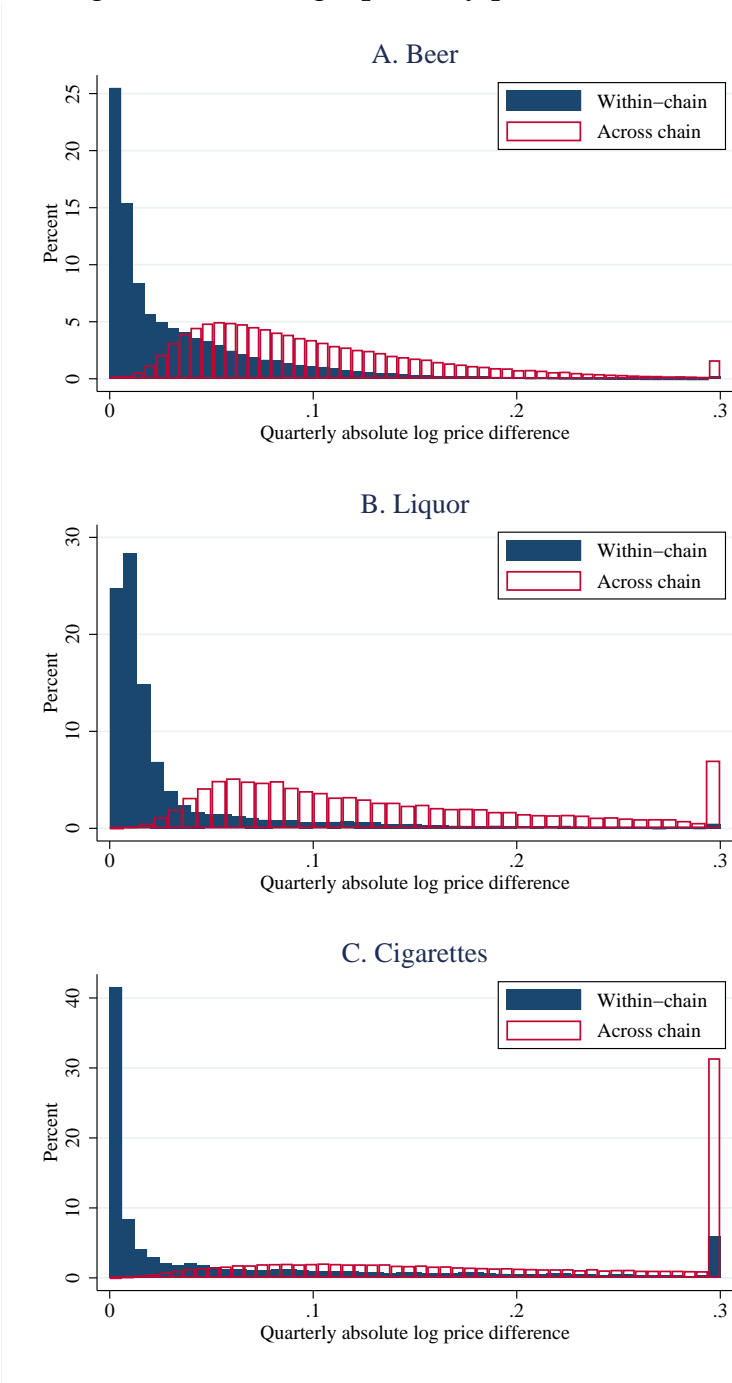 A. Beer
Within−chain
Across chain
Percent
0
5
10
15
20
25
0
.1
.2
.3
Quarterly absolute log price difference
B. Liquor
Within−chain
Across chain
Percent
0
10
20
30
0
.1
.2
.3
Quarterly absolute log price difference
C. Cigarettes
Within−chain
Across chain
Percent
0
10
20
30
40
0
.1
.2
.3
Quarterly absolute log price difference